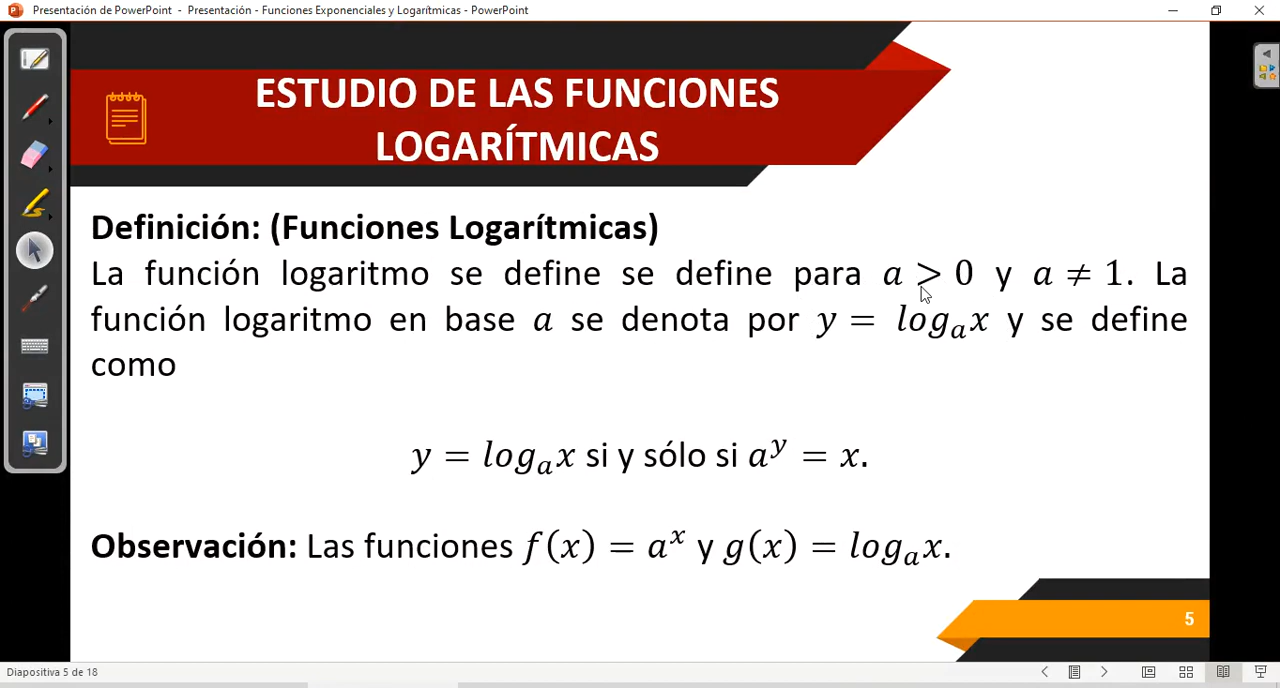 Presentación de PowerPoint - Presentación - Funciones Exponenciales y Logarítmicas - PowerPoint
ESTUDIO DE LAS FUNCIONES
LOGARÍTMICAS
Definición: (Funciones Logarítmicas)
La función logaritmo se define se define para a > 0 y a ≠ 1. La
función logaritmo en base a se denota por y = logₐx y se define
como
y = logₐx si y sólo si aʸ = x.
Observación: Las funciones f(x) = aˣ y g(x) = logₐx.
5
Diapositiva 5 de 18